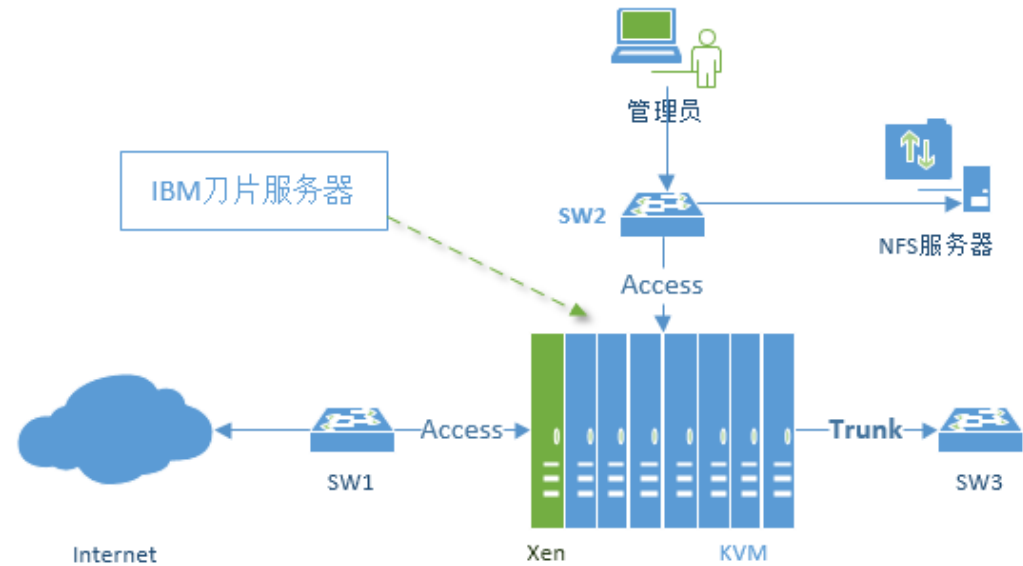 管理员
IBM刀片服务器
SW2
NFS服务器
Access
Access
Trunk
SW1
SW3
Internet
Xen
KVM